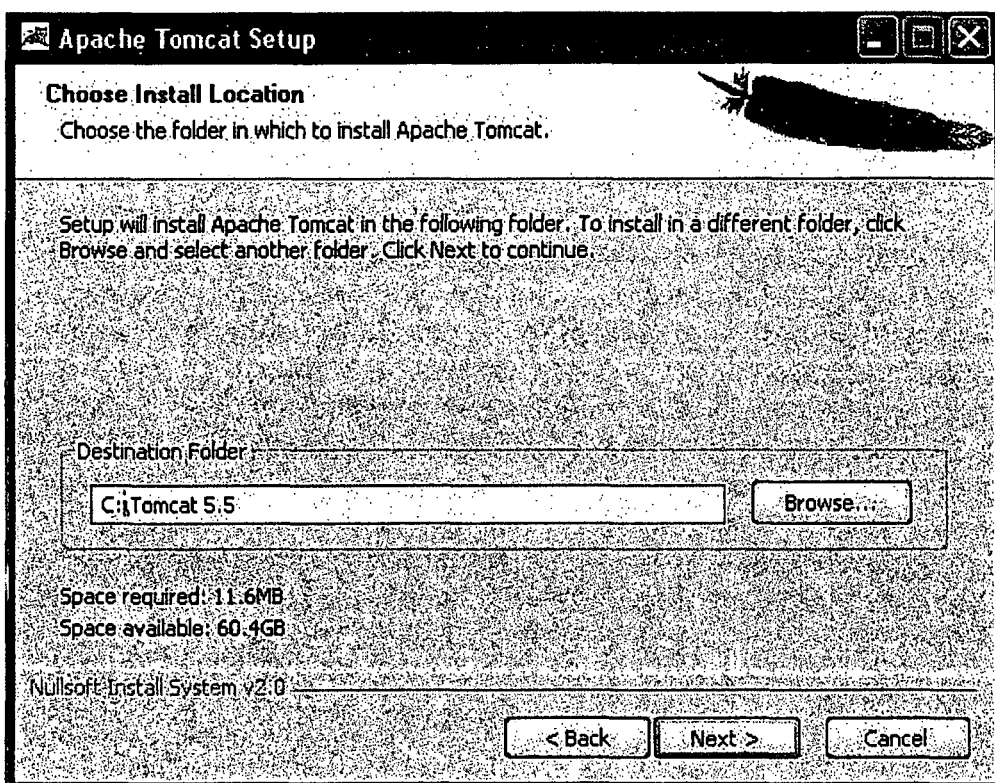 Apache Tomcat Setup
Choose Install Location
Choose the folder in which to install Apache Tomcat.
Setup will install Apache Tomcat in the following folder. To install in a different folder, click
Browse and select another folder. Click Next to continue.
Destination Folder
C:\Tomcat 5.5
Browse...
Space required: 11.6MB
Space available: 60.4GB
Nullsoft Install System v2.0
< Back
Next >
Cancel